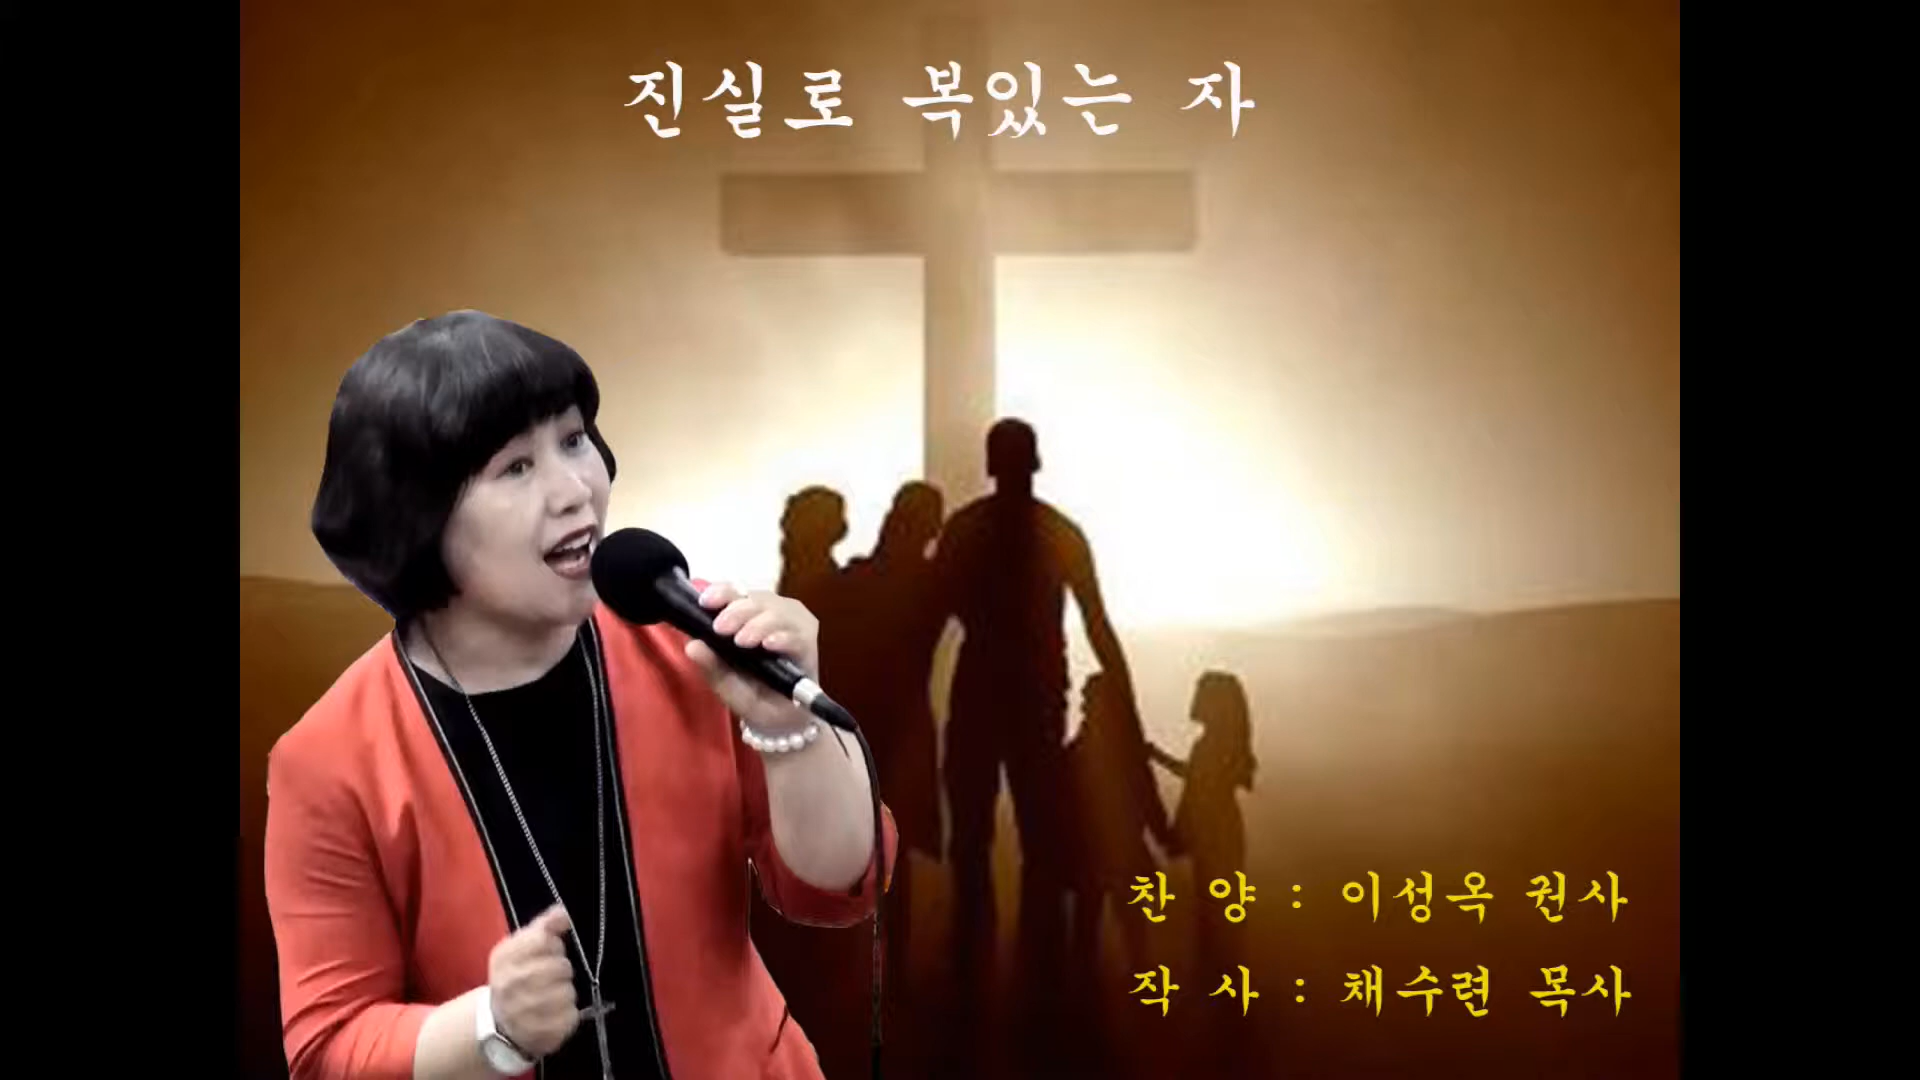 진실로 복있는 자
찬 양 : 이성옥 권사
작 사 : 채수련 목사